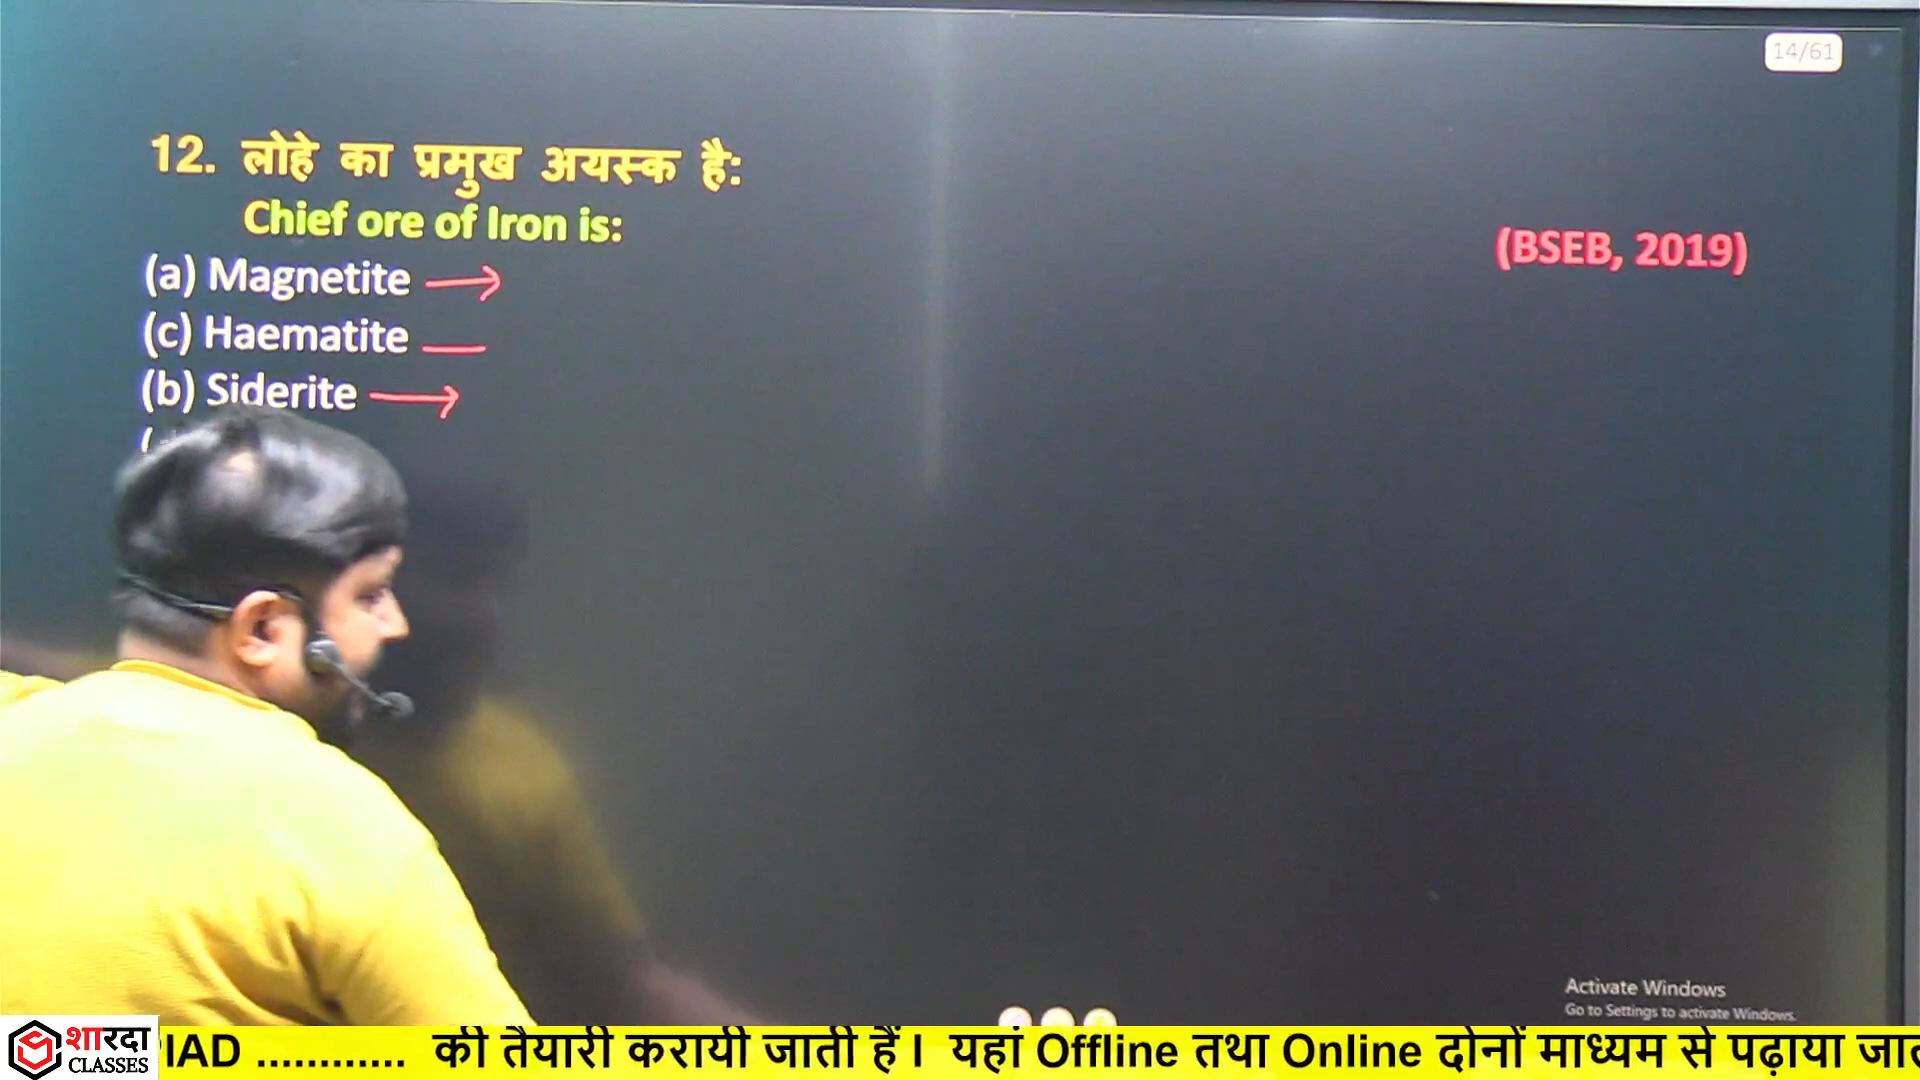 14/61
12. लोहे का प्रमुख अयस्क है:
Chief ore of Iron is:
(BSEB, 2019)
(a) Magnetite
(c) Haematite
(b) Siderite
(
Activate Windows
Go to Settings to activate Windows.
शारदा
CLASSES
IAD ............ की तैयारी करायी जाती हैं। यहां Offline तथा Online दोनों माध्यम से पढ़ाया जात